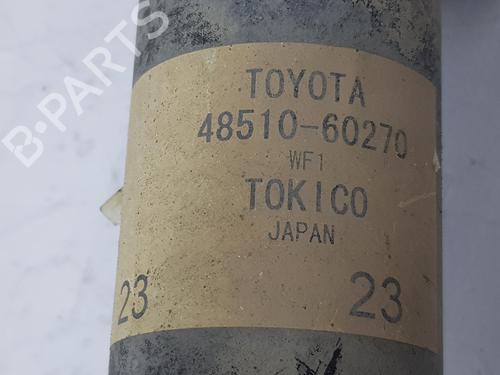 B-PARTS
TOYOTA
48510-60270
WF1
TOKICO
JAPAN
23 23